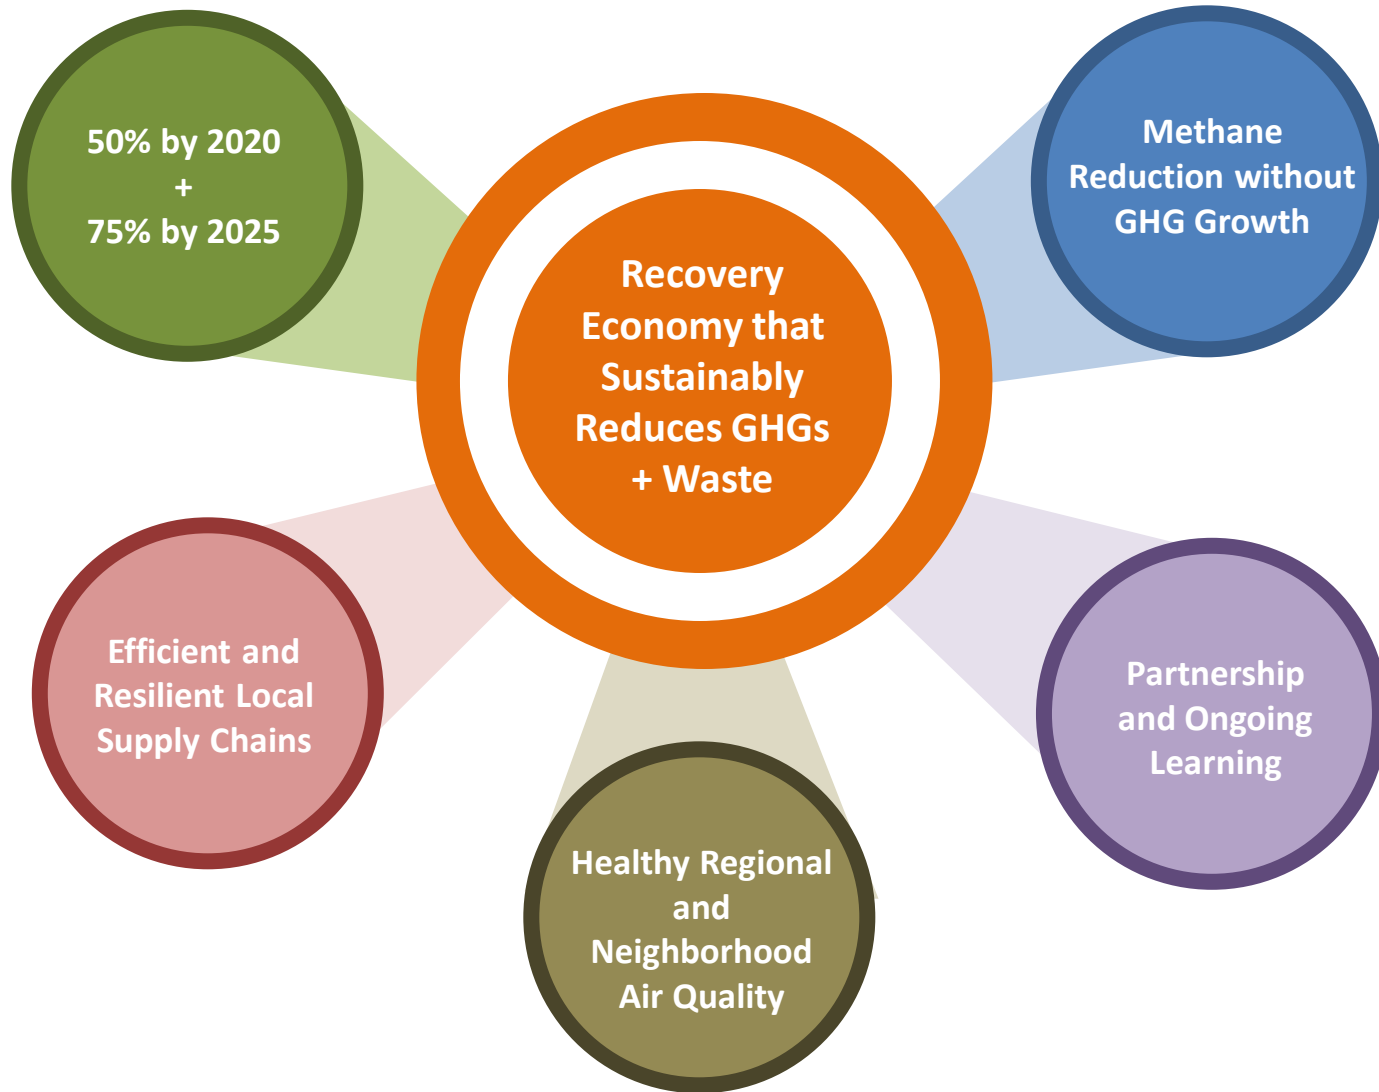 50% by 2020
+
75% by 2025
Methane
Reduction without
GHG Growth
Recovery
Economy that
Sustainably
Reduces GHGs
+ Waste
Efficient and
Resilient Local
Supply Chains
Partnership
and Ongoing
Learning
Healthy Regional
and
Neighborhood
Air Quality